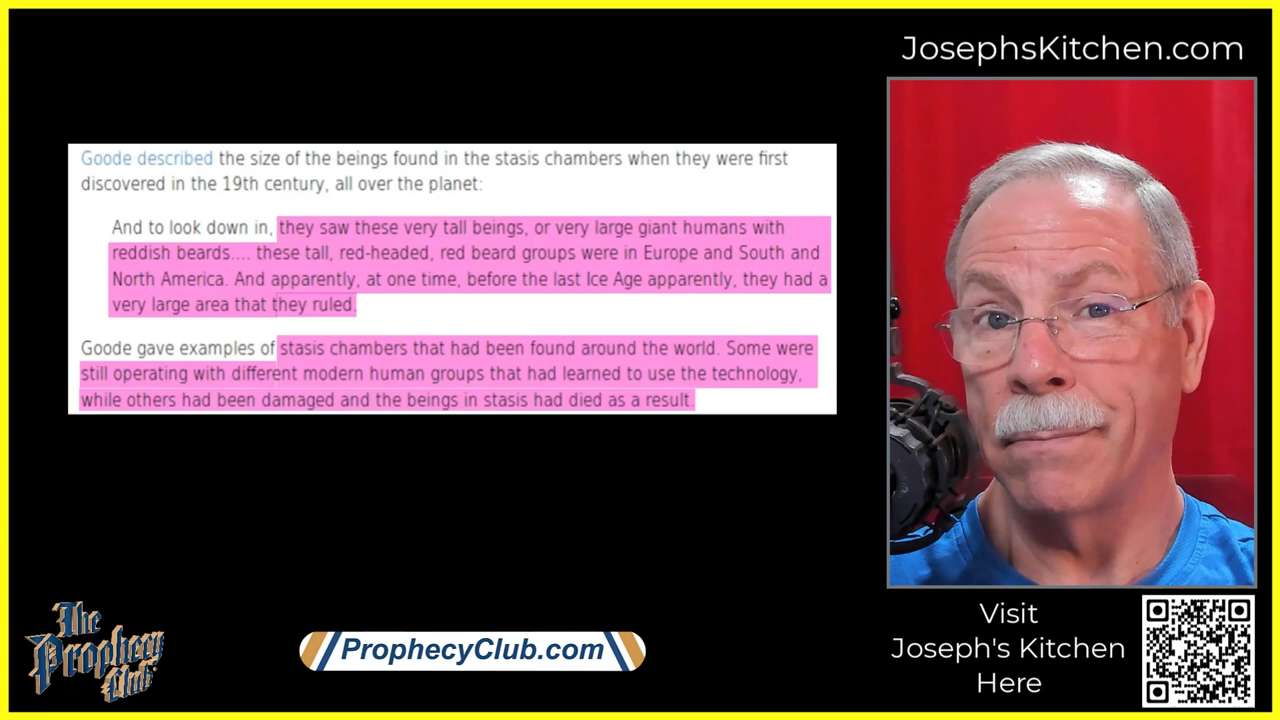 JosephsKitchen.com
Goode described the size of the beings found in the stasis chambers when they were first
discovered in the 19th century, all over the planet:
And to look down in, they saw these very tall beings, or very large giant humans with
reddish beards.... these tall, red-headed, red beard groups were in Europe and South and
North America. And apparently, at one time, before the last Ice Age apparently, they had a
very large area that they ruled.
Goode gave examples of stasis chambers that had been found around the world. Some were
still operating with different modern human groups that had learned to use the technology,
while others had been damaged and the beings in stasis had died as a result.
The
Prophecy
Club
ProphecyClub.com
Visit
Joseph's Kitchen
Here